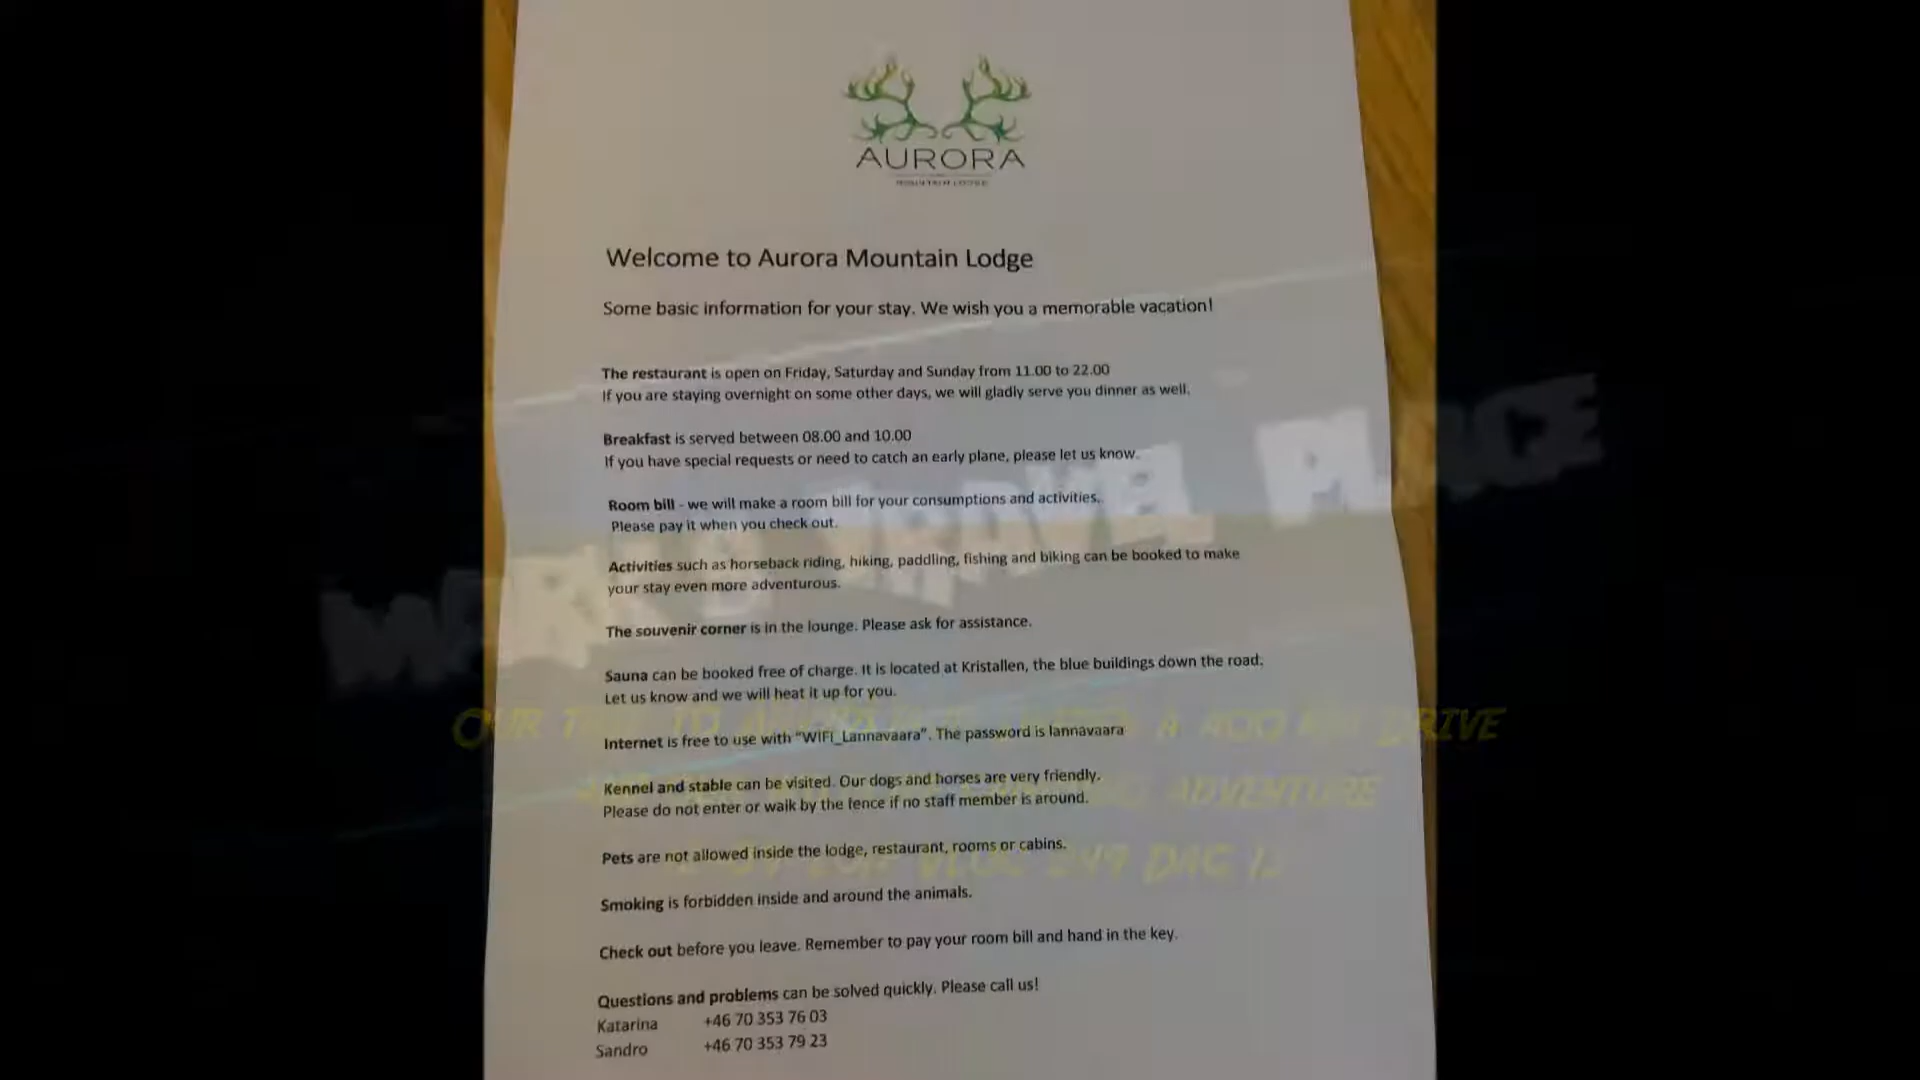 AURORA
MOUNTAIN LODGE
Welcome to Aurora Mountain Lodge
Some basic information for your stay. We wish you a memorable vacation!
The restaurant is open on Friday, Saturday and Sunday from 11.00 to 22.00
If you are staying overnight on some other days, we will gladly serve you dinner as well.
Breakfast is served between 08.00 and 10.00
If you have special requests or need to catch an early plane, please let us know.
Room bill - we will make a room bill for your consumptions and activities.
Please pay it when you check out.
Activities such as horseback riding, hiking, paddling, fishing and biking can be booked to make
your stay even more adventurous.
The souvenir corner is in the lounge. Please ask for assistance.
Sauna can be booked free of charge. It is located at Kristallen, the blue buildings down the road.
Let us know and we will heat it up for you.
Internet is free to use with "WIFI_Lannavaara". The password is lannavaara
Kennel and stable can be visited. Our dogs and horses are very friendly.
Please do not enter or walk by the fence if no staff member is around.
Pets are not allowed inside the lodge, restaurant, rooms or cabins.
Smoking is forbidden inside and around the animals.
Check out before you leave. Remember to pay your room bill and hand in the key.
Questions and problems can be solved quickly. Please call us!
Katarina +46 70 353 76 03
Sandro +46 70 353 79 23
TRAVEL PLACE
OUR TO A 400 DRIVE
ADVENTURE
VLOG 249 DAG